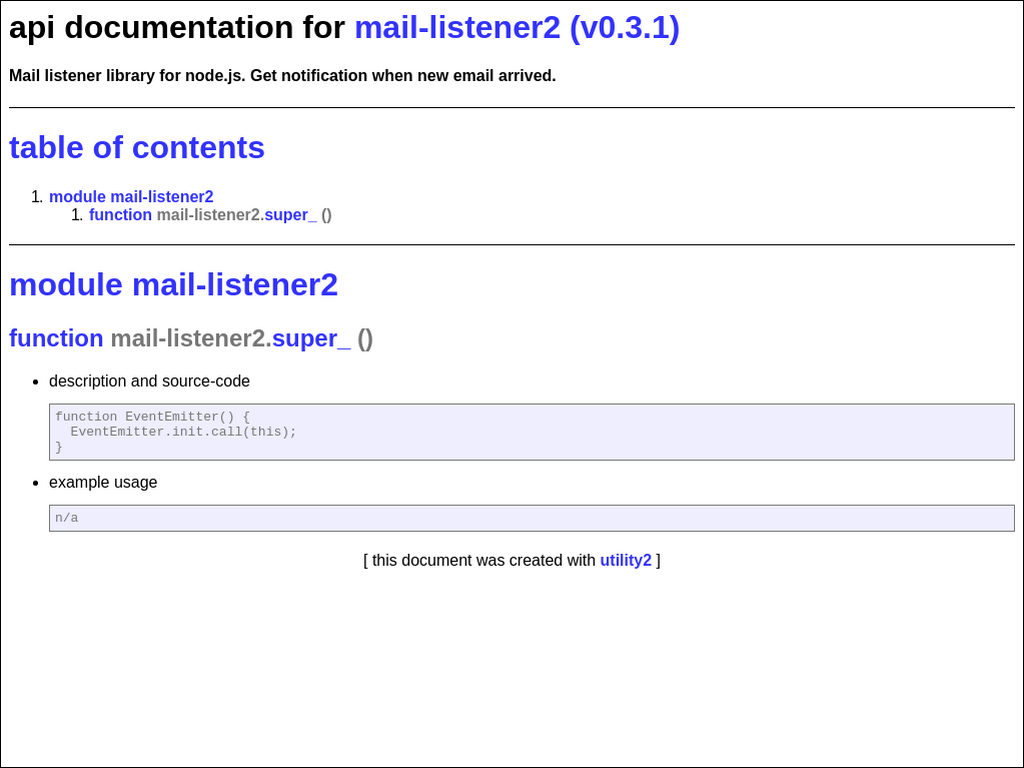 api documentation for mail-listener2 (v0.3.1)
Mail listener library for node.js. Get notification when new email arrived.
table of contents
1. module mail-listener2
1. function mail-listener2.super_ ()
module mail-listener2
function mail-listener2.super_ ()
• description and source-code
function EventEmitter() {
  EventEmitter.init.call(this);
}
• example usage
n/a
[ this document was created with utility2 ]